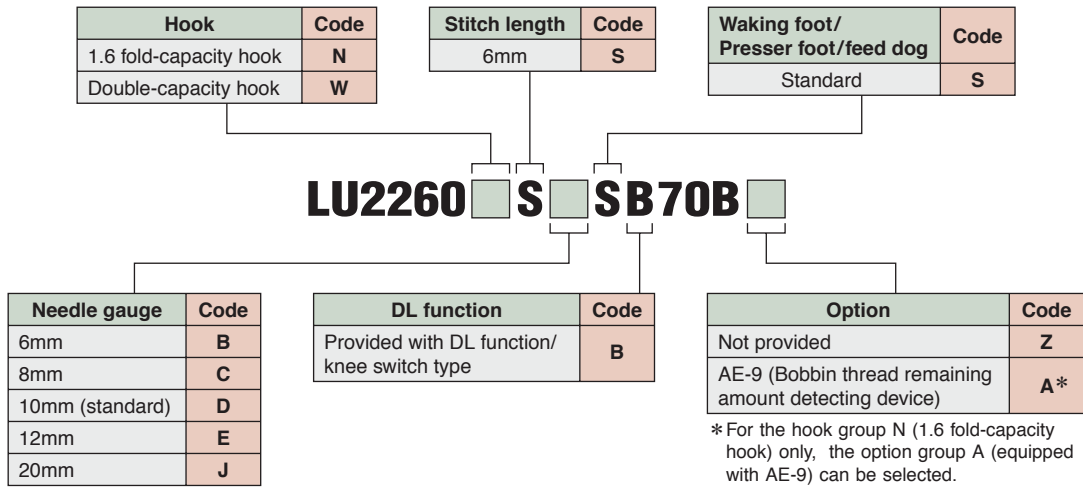 Hook Code
1.6 fold-capacity hook N
Double-capacity hook W
Stitch length Code
6mm S
Waking foot/
Presser foot/feed dog Code
Standard S
LU2260 S SB70B
Needle gauge Code
6mm B
8mm C
10mm (standard) D
12mm E
20mm J
DL function Code
Provided with DL function/
knee switch type B
Option Code
Not provided Z
AE-9 (Bobbin thread remaining
amount detecting device) A*
*For the hook group N (1.6 fold-capacity
hook) only, the option group A (equipped
with AE-9) can be selected.